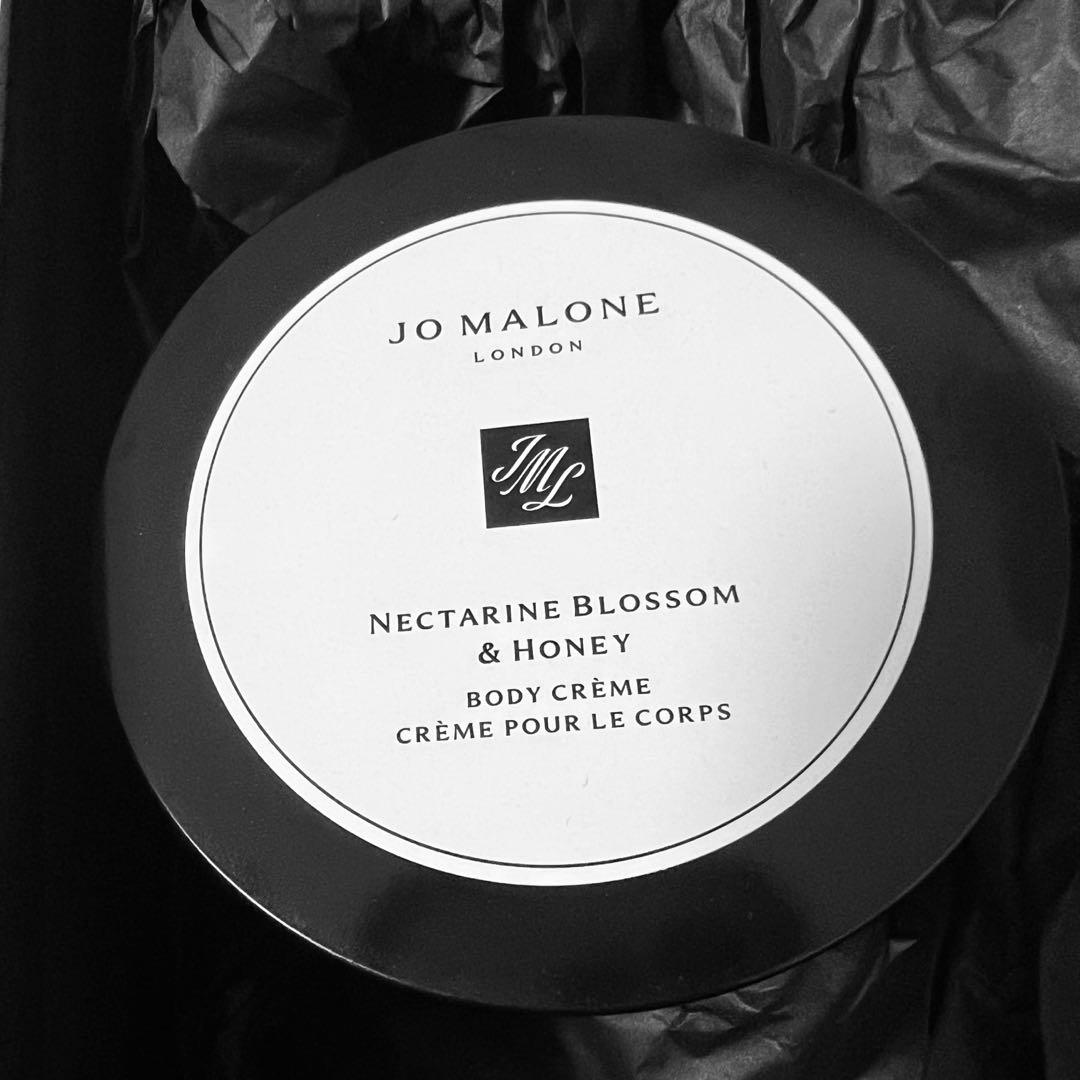 JO MALONE
LONDON
JML
NECTARINE BLOSSOM
& HONEY
BODY CRÈME
CRÈME POUR LE CORPS